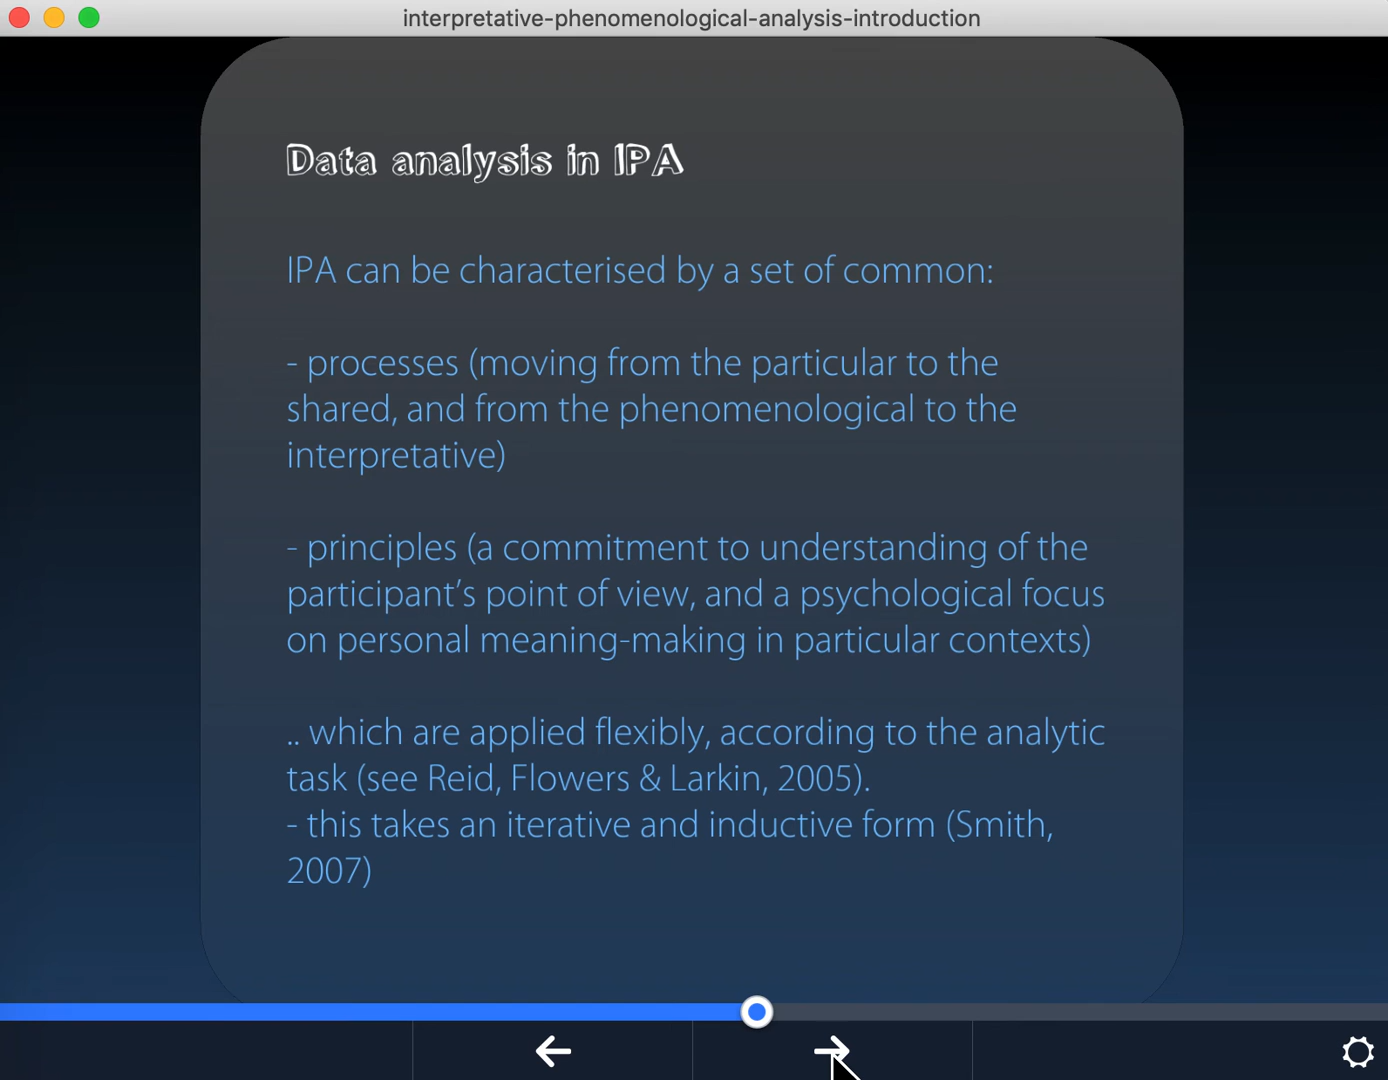 interpretative-phenomenological-analysis-introduction
Data analysis in IPA
IPA can be characterised by a set of common:
- processes (moving from the particular to the
shared, and from the phenomenological to the
interpretative)
- principles (a commitment to understanding of the
participant’s point of view, and a psychological focus
on personal meaning-making in particular contexts)
.. which are applied flexibly, according to the analytic
task (see Reid, Flowers & Larkin, 2005).
- this takes an iterative and inductive form (Smith,
2007)